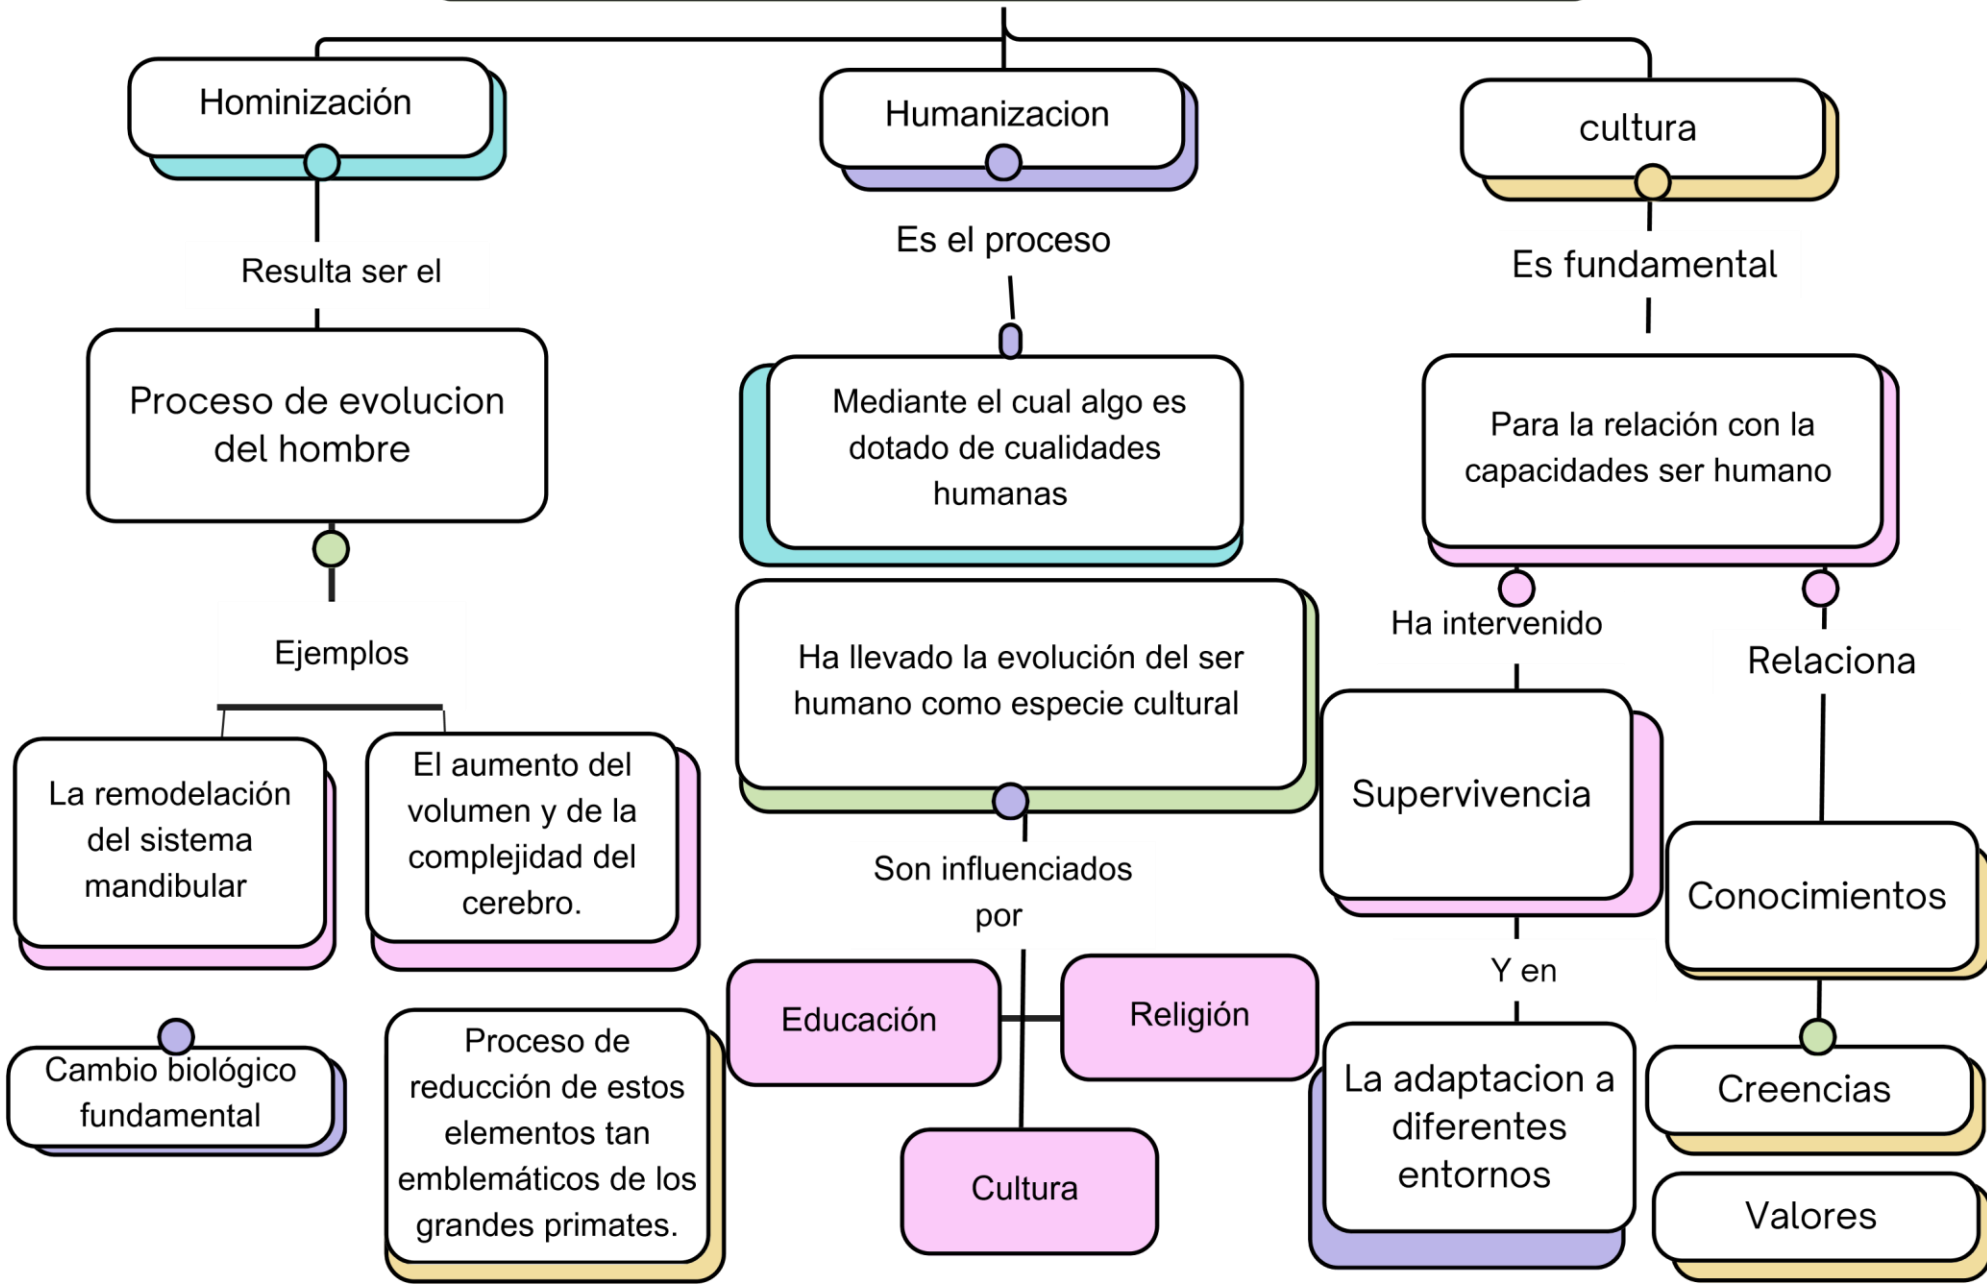 Hominización
Resulta ser el
Proceso de evolucion
del hombre
Ejemplos
La remodelación
del sistema
mandibular
El aumento del
volumen y de la
complejidad del
cerebro.
Cambio biológico
fundamental
Proceso de
reducción de estos
elementos tan
emblemáticos de los
grandes primates.
Humanizacion
Es el proceso
Mediante el cual algo es
dotado de cualidades
humanas
Ha llevado la evolución del ser
humano como especie cultural
Son influenciados
por
Educación
Religión
Cultura
cultura
Es fundamental
Para la relación con la
capacidades ser humano
Ha intervenido
Supervivencia
Y en
La adaptacion a
diferentes
entornos
Relaciona
Conocimientos
Creencias
Valores